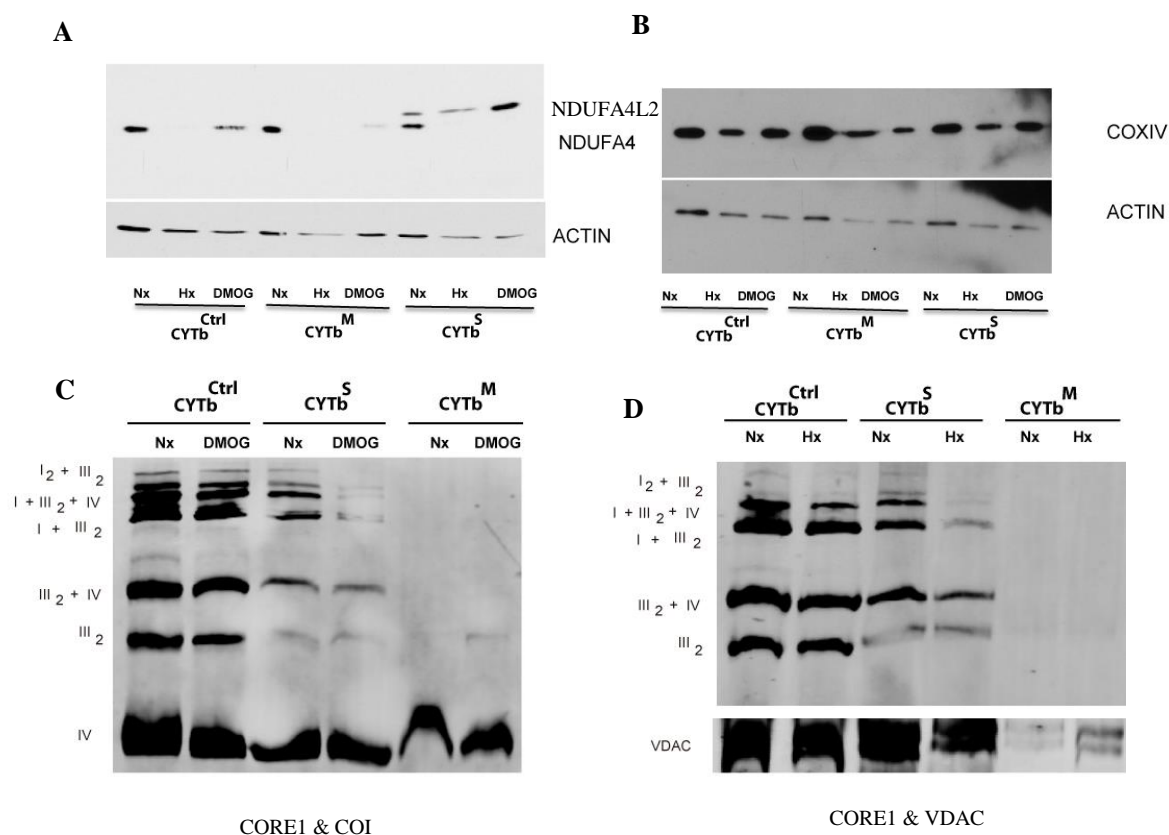 A
NDUFA4L2
NDUFA4
ACTIN
Nx Hx DMOG Nx Hx DMOG Nx Hx DMOG
CYTb Ctrl CYTb M CYTb S
B
COXIV
ACTIN
Nx Hx DMOG Nx Hx DMOG Nx Hx DMOG
CYTb Ctrl CYTb M CYTb S
C
CYTb Ctrl CYTb S CYTb M
Nx DMOG Nx DMOG Nx DMOG
I2 + III2
I + III2 + IV
I + III2
III2 + IV
III2
IV
CORE1 & COI
D
CYTb Ctrl CYTb S CYTb M
Nx Hx Nx Hx Nx Hx
I2 + III2
I + III2 + IV
I + III2
III2 + IV
III2
VDAC
CORE1 & VDAC